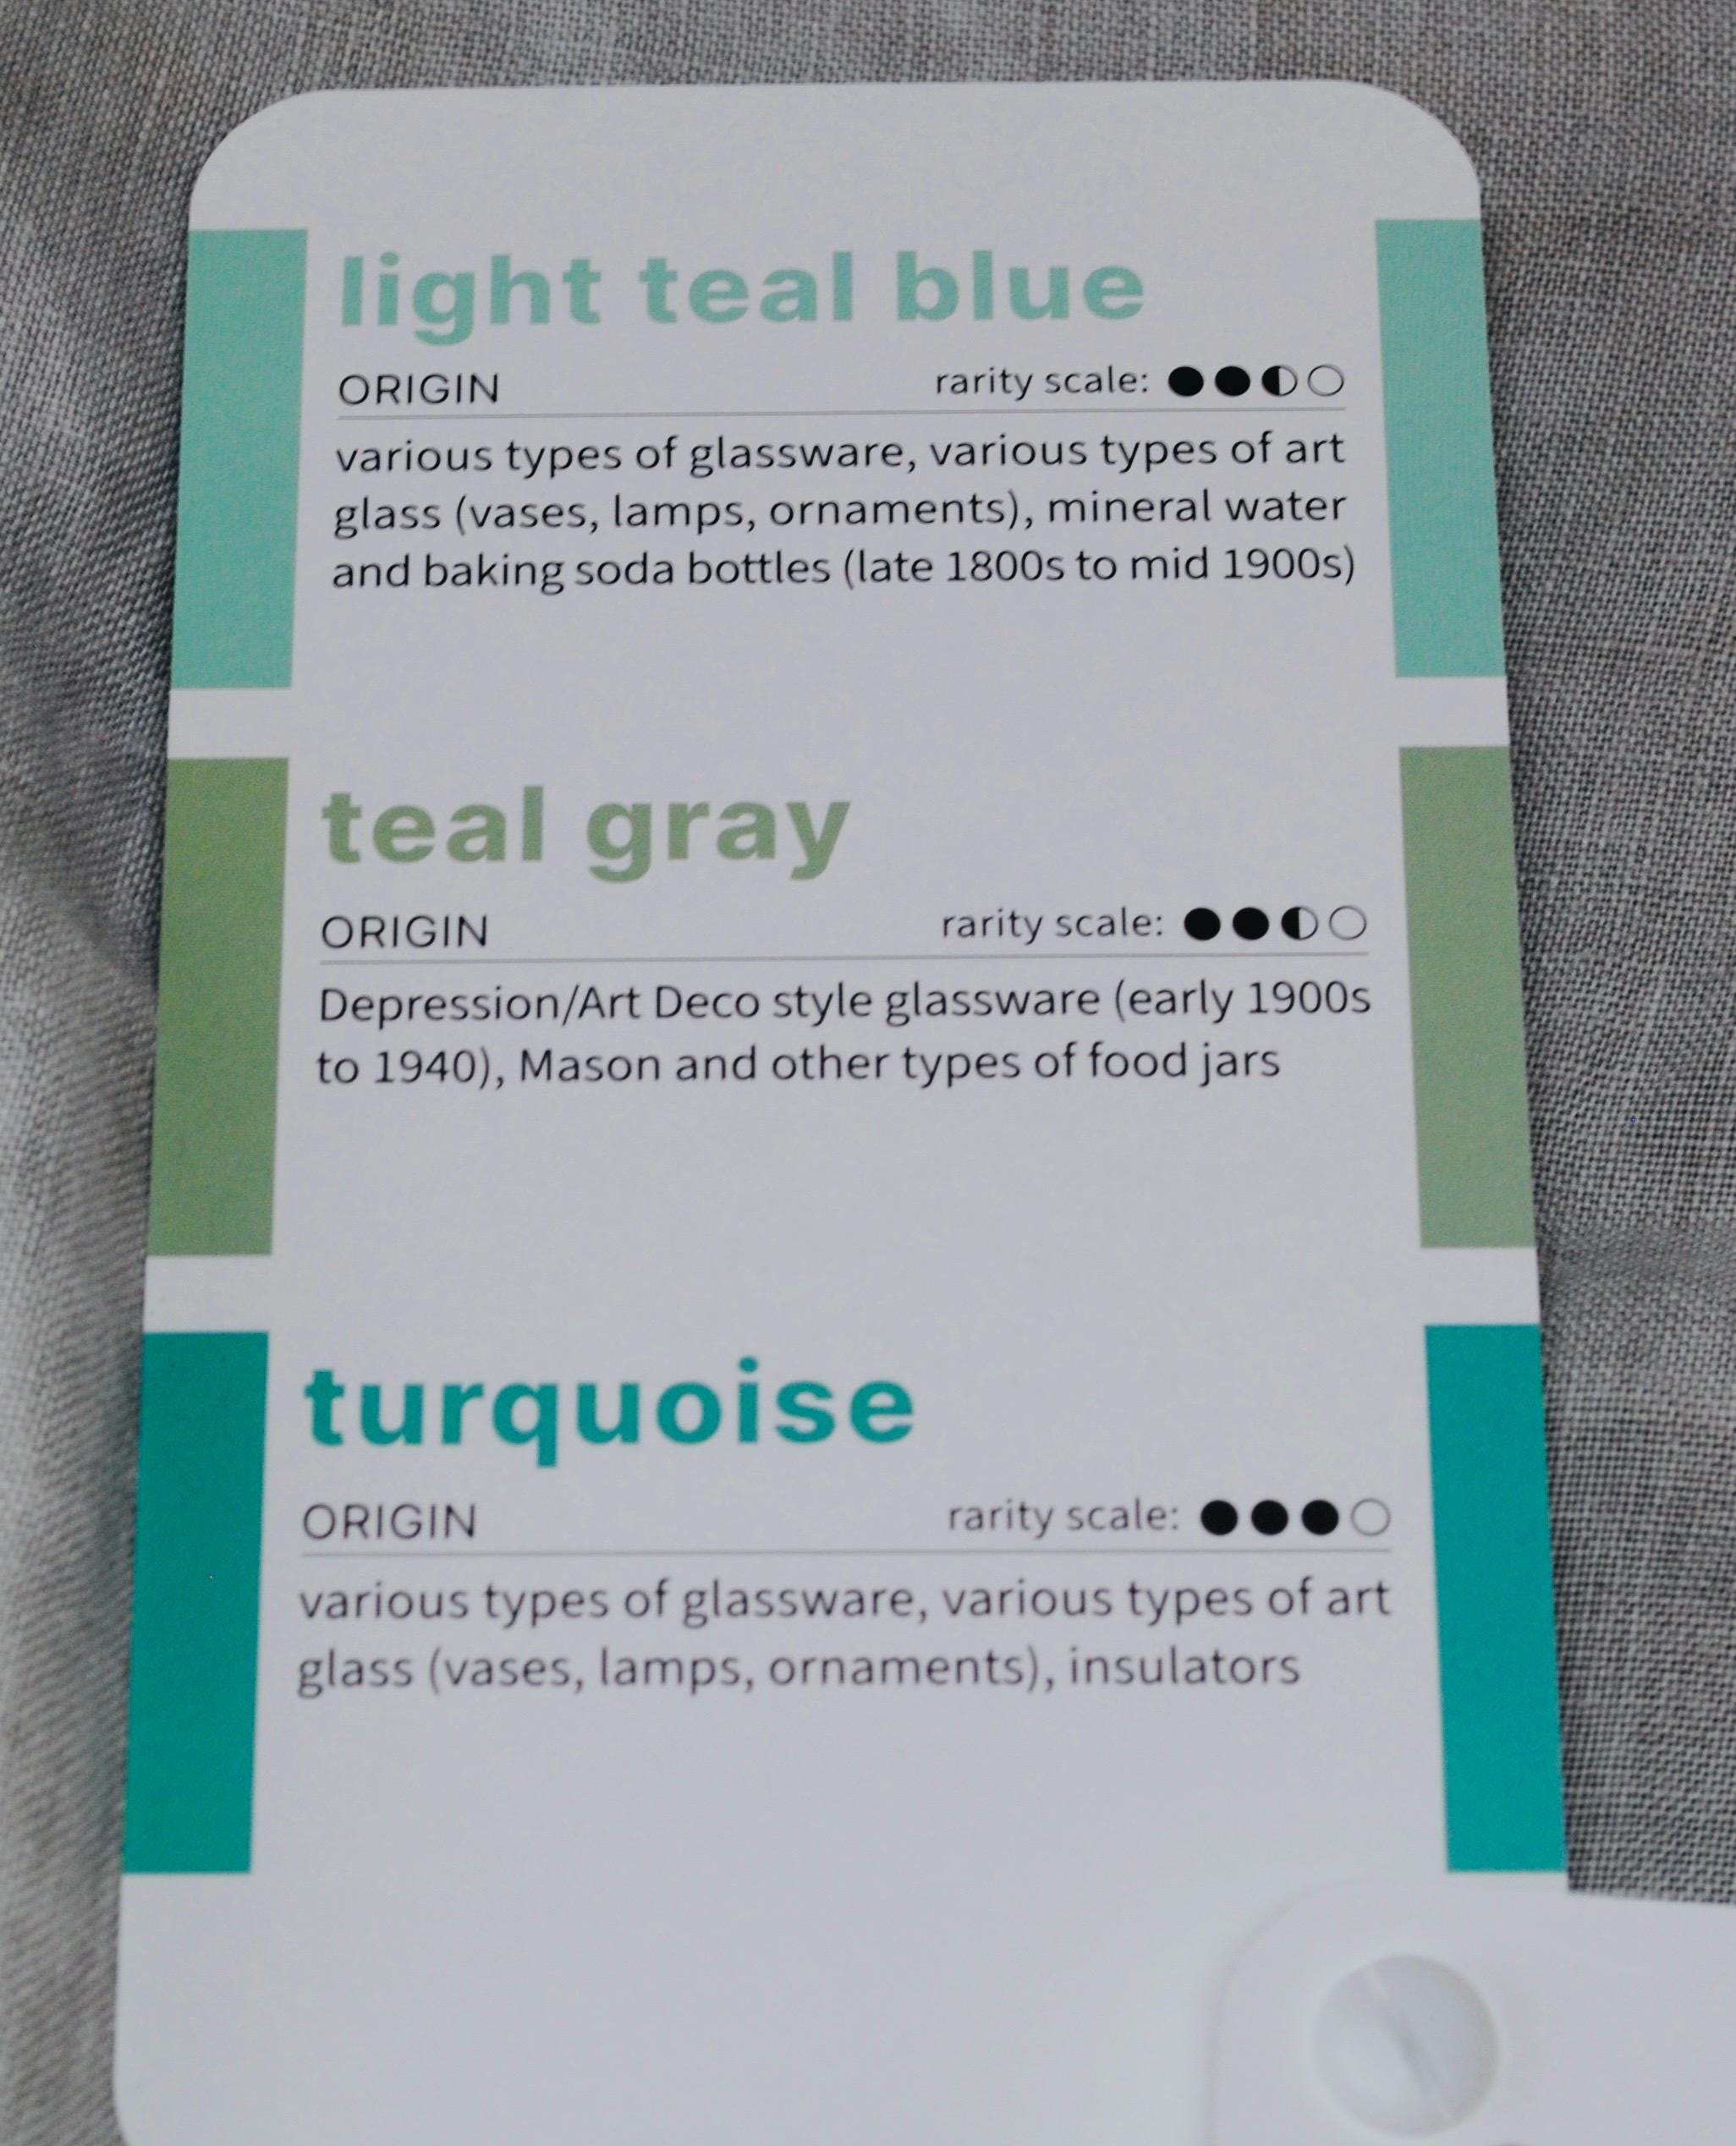 light teal blue
ORIGIN rarity scale:
various types of glassware, various types of art
glass (vases, lamps, ornaments), mineral water
and baking soda bottles (late 1800s to mid 1900s)
teal gray
ORIGIN rarity scale:
Depression/Art Deco style glassware (early 1900s
to 1940), Mason and other types of food jars
turquoise
ORIGIN rarity scale:
various types of glassware, various types of art
glass (vases, lamps, ornaments), insulators